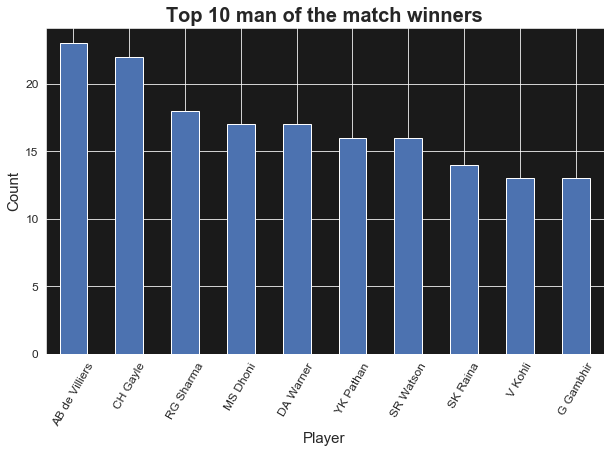 Top 10 man of the match winners
Count
20
15
10
5
0
AB de Villiers
CH Gayle
RG Sharma
MS Dhoni
DA Warner
YK Pathan
SR Watson
SK Raina
V Kohli
G Gambhir
Player